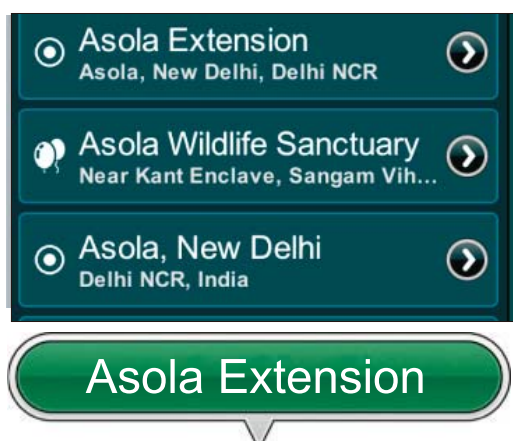 Asola Extension
Asola, New Delhi, Delhi NCR
Asola Wildlife Sanctuary
Near Kant Enclave, Sangam Vih...
Asola, New Delhi
Delhi NCR, India
Asola Extension